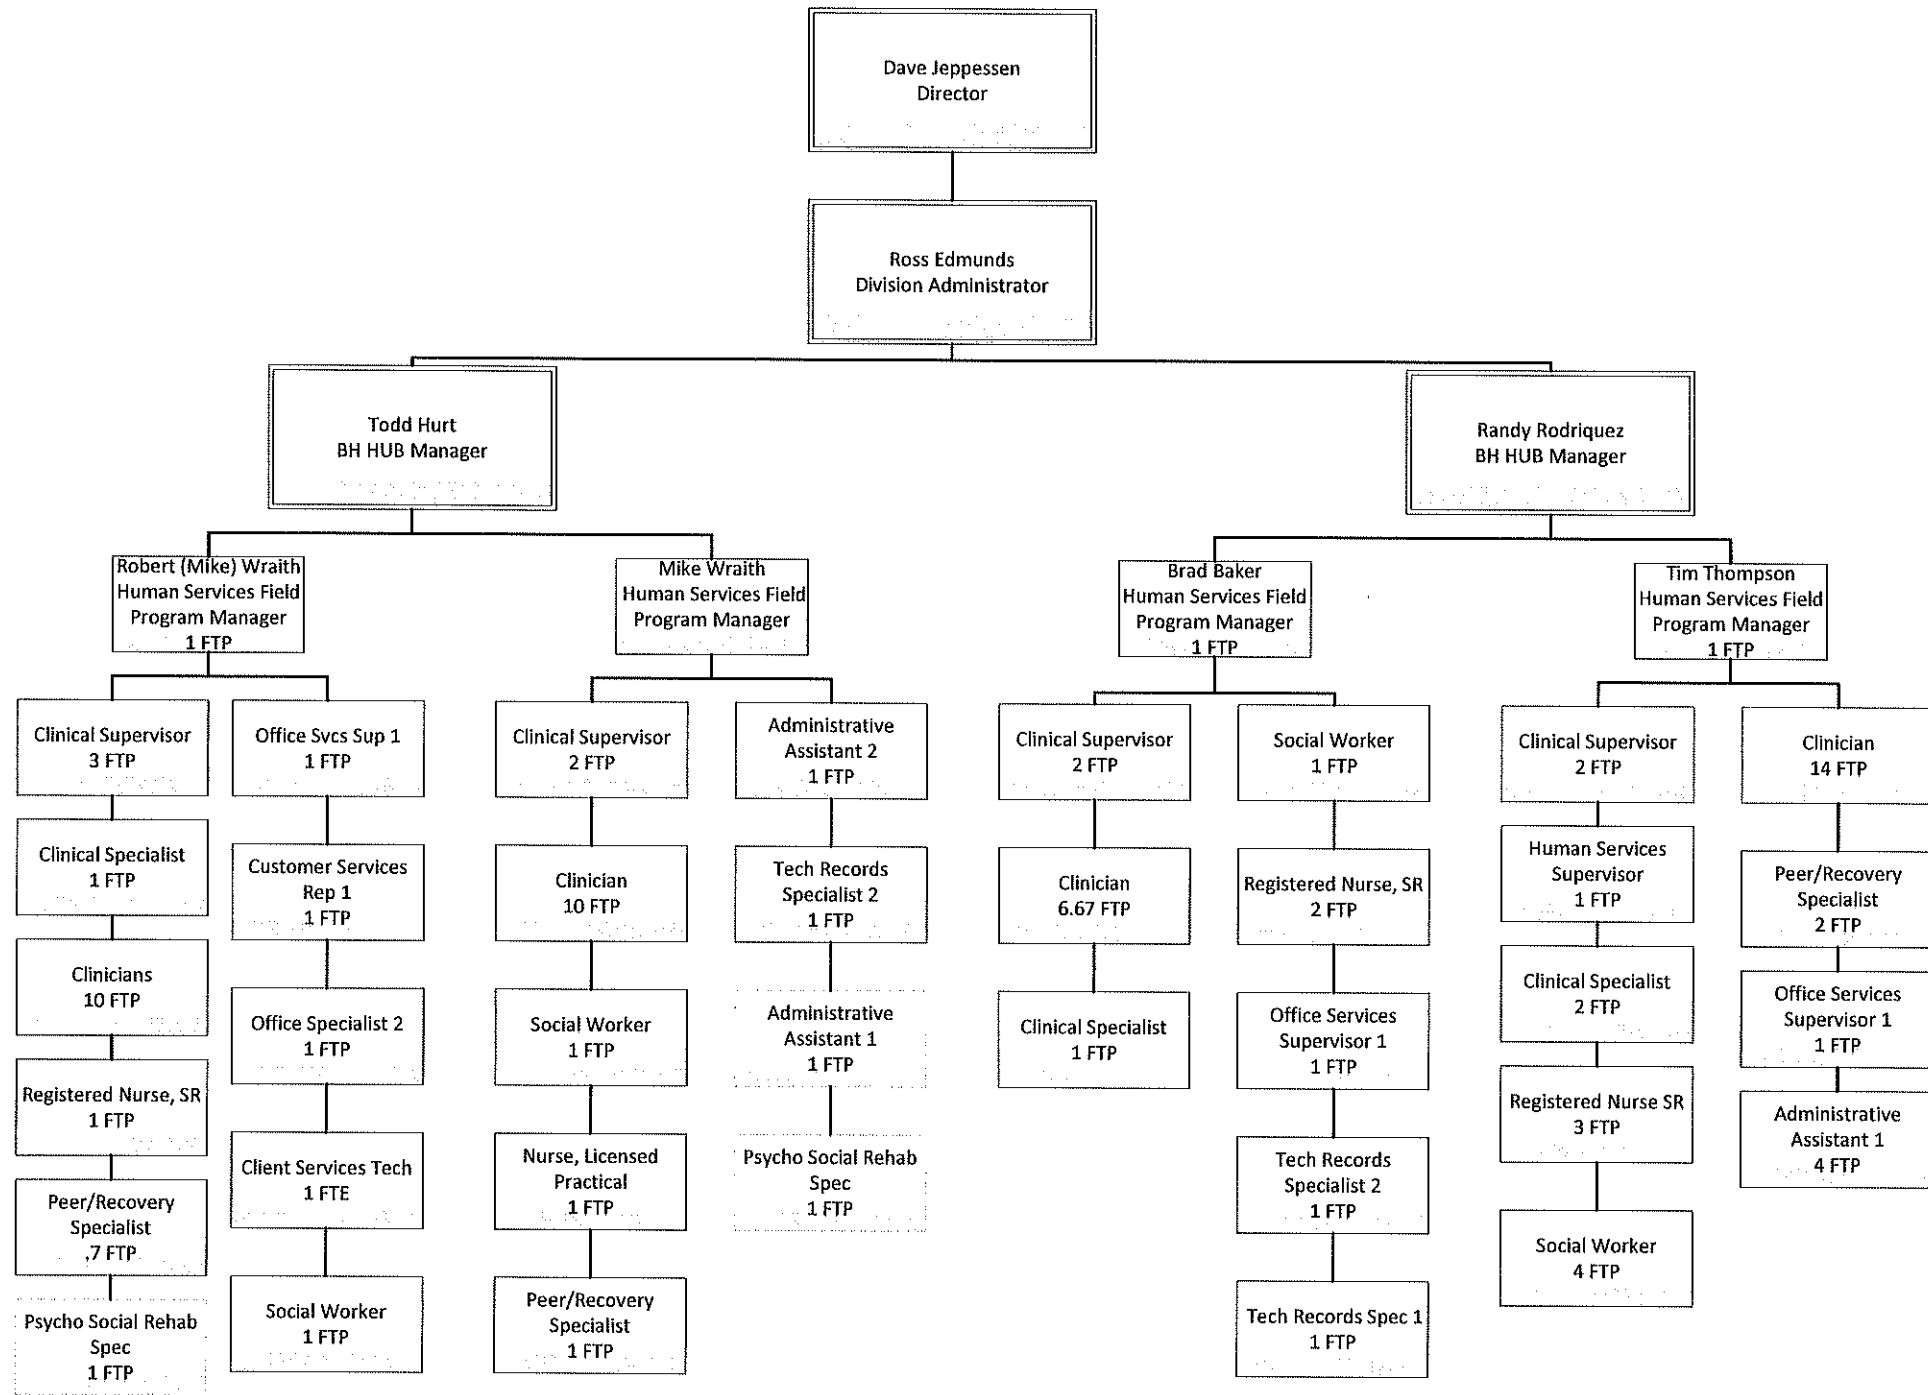 Dave Jeppessen
Director
Ross Edmunds
Division Administrator
Todd Hurt
BH HUB Manager
Randy Rodriquez
BH HUB Manager
Robert (Mike) Wraith
Human Services Field
Program Manager
1 FTP
Mike Wraith
Human Services Field
Program Manager
Brad Baker
Human Services Field
Program Manager
1 FTP
Tim Thompson
Human Services Field
Program Manager
1 FTP
Clinical Supervisor
3 FTP
Clinical Specialist
1 FTP
Clinicians
10 FTP
Registered Nurse, SR
1 FTP
Peer/Recovery
Specialist
.7 FTP
Psycho Social Rehab
Spec
1 FTP
Office Svcs Sup 1
1 FTP
Customer Services
Rep 1
1 FTP
Office Specialist 2
1 FTP
Client Services Tech
1 FTE
Social Worker
1 FTP
Clinical Supervisor
2 FTP
Clinician
10 FTP
Social Worker
1 FTP
Nurse, Licensed
Practical
1 FTP
Peer/Recovery
Specialist
1 FTP
Administrative
Assistant 2
1 FTP
Tech Records
Specialist 2
1 FTP
Administrative
Assistant 1
1 FTP
Psycho Social Rehab
Spec
1 FTP
Clinical Supervisor
2 FTP
Clinician
6.67 FTP
Clinical Specialist
1 FTP
Social Worker
1 FTP
Registered Nurse, SR
2 FTP
Office Services
Supervisor 1
1 FTP
Tech Records
Specialist 2
1 FTP
Tech Records Spec 1
1 FTP
Clinical Supervisor
2 FTP
Human Services
Supervisor
1 FTP
Clinical Specialist
2 FTP
Registered Nurse SR
3 FTP
Social Worker
4 FTP
Clinician
14 FTP
Peer/Recovery
Specialist
2 FTP
Office Services
Supervisor 1
1 FTP
Administrative
Assistant 1
4 FTP